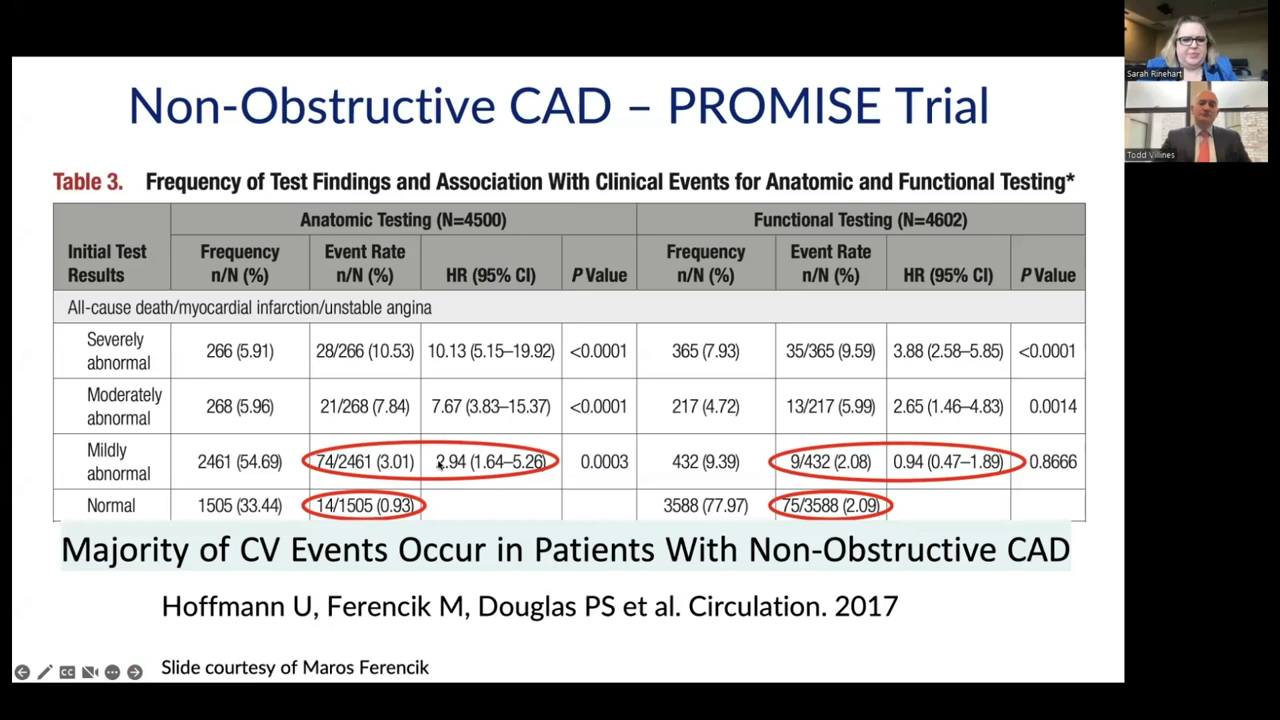 Non-Obstructive CAD – PROMISE Trial
Table 3. Frequency of Test Findings and Association With Clinical Events for Anatomic and Functional Testing*
Anatomic Testing (N=4500) Functional Testing (N=4602)
Initial Test Results Frequency n/N (%) Event Rate n/N (%) HR (95% CI) P Value Frequency n/N (%) Event Rate n/N (%) HR (95% CI) P Value
All-cause death/myocardial infarction/unstable angina
Severely abnormal 266 (5.91) 28/266 (10.53) 10.13 (5.15–19.92) <0.0001 365 (7.93) 35/365 (9.59) 3.88 (2.58–5.85) <0.0001
Moderately abnormal 268 (5.96) 21/268 (7.84) 7.67 (3.83–15.37) <0.0001 217 (4.72) 13/217 (5.99) 2.65 (1.46–4.83) 0.0014
Mildly abnormal 2461 (54.69) 74/2461 (3.01) 2.94 (1.64–5.26) 0.0003 432 (9.39) 9/432 (2.08) 0.94 (0.47–1.89) 0.8666
Normal 1505 (33.44) 14/1505 (0.93) 3588 (77.97) 75/3588 (2.09)
Majority of CV Events Occur in Patients With Non-Obstructive CAD
Hoffmann U, Ferencik M, Douglas PS et al. Circulation. 2017
Slide courtesy of Maros Ferencik
CC
Sarah Rinehart
Todd Villines